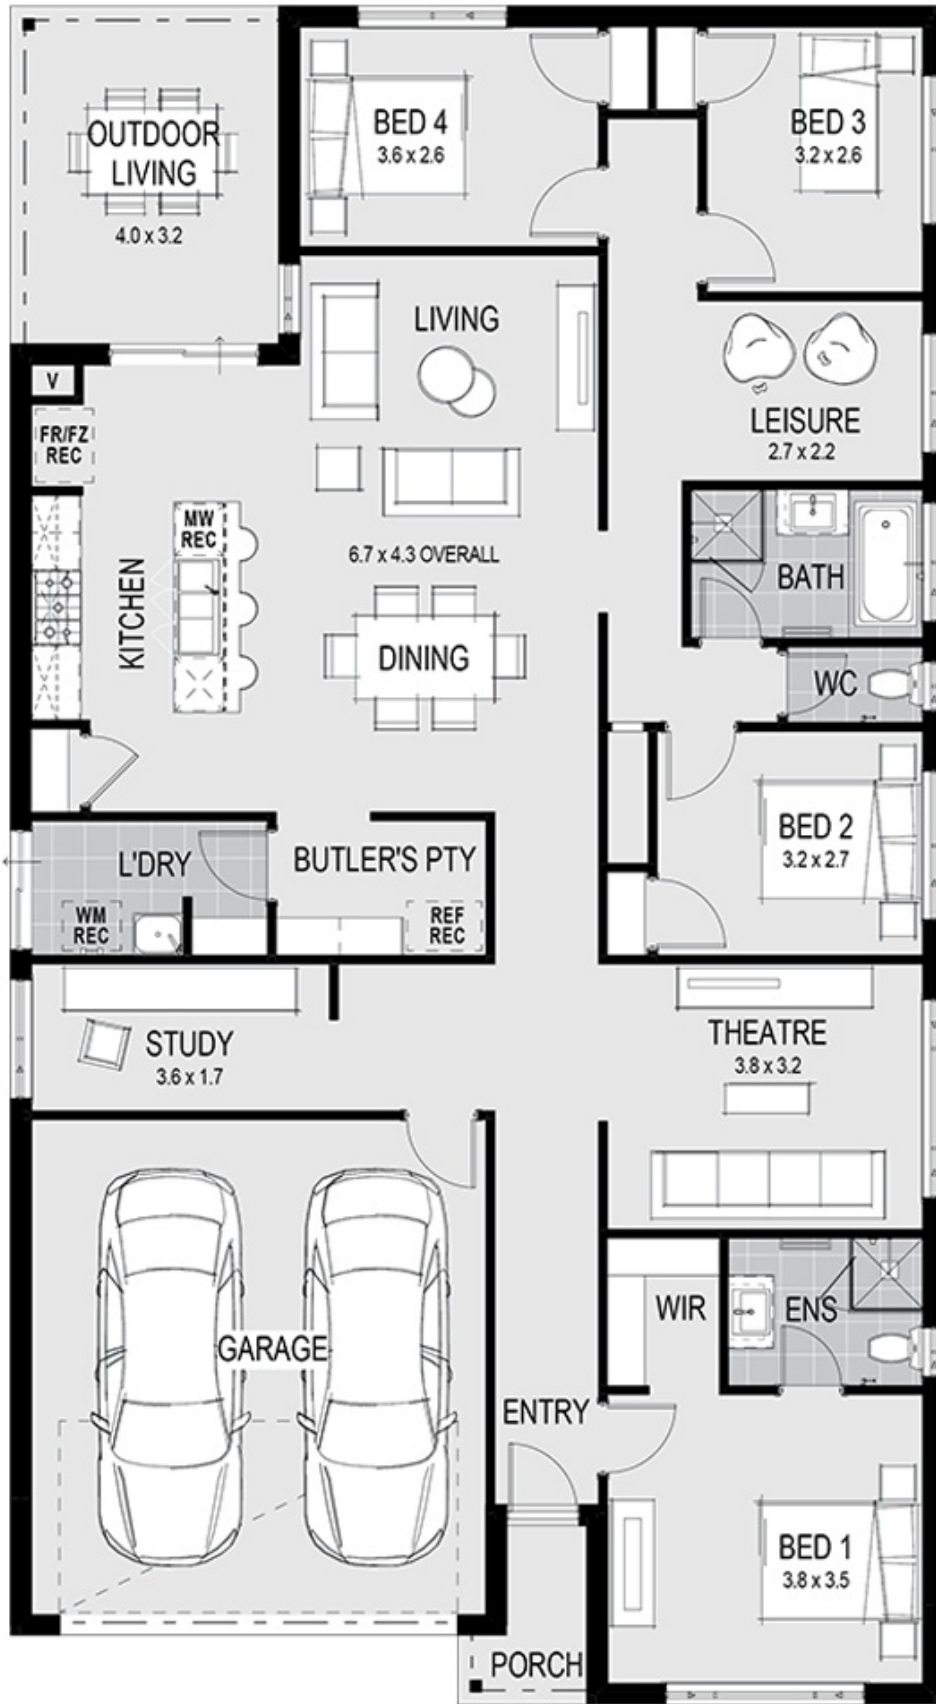 OUTDOOR
LIVING
4.0 x 3.2
BED 4
3.6 x 2.6
BED 3
3.2 x 2.6
LIVING
V
FR/FZ
REC
LEISURE
2.7 x 2.2
MW
REC
KITCHEN
6.7 x 4.3 OVERALL
DINING
BATH
WC
BED 2
3.2 x 2.7
L'DRY
BUTLER'S PTY
WM
REC
REF
REC
STUDY
3.6 x 1.7
THEATRE
3.8 x 3.2
GARAGE
WIR
ENS
ENTRY
BED 1
3.8 x 3.5
PORCH